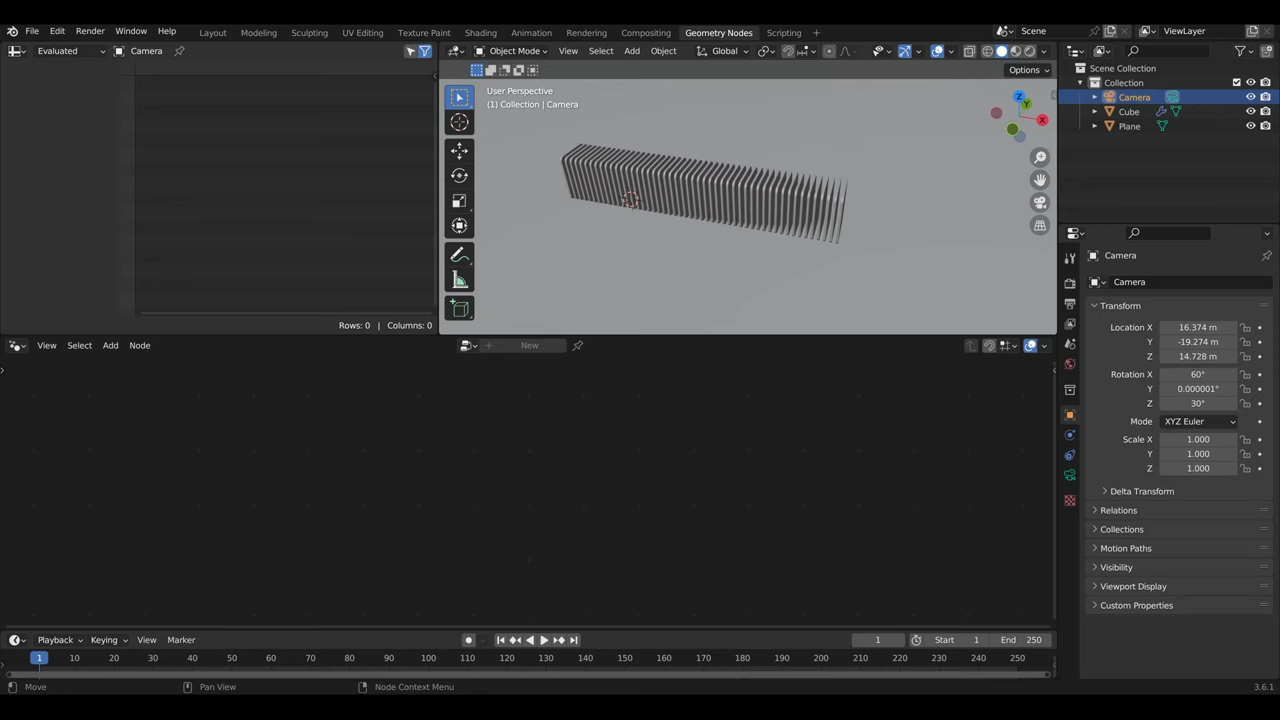 File Edit Render Window Help Layout Modeling Sculpting UV Editing Texture Paint Shading Animation Rendering Compositing Geometry Nodes Scripting + Scene ViewLayer
Evaluated Camera Object Mode View Select Add Object Global
Options
User Perspective
(1) Collection | Camera
Z
Y
X
Scene Collection
Collection
Camera
Cube
Plane
Rows: 0 | Columns: 0
View Select Add Node New
Camera
Camera
Transform
Location X 16.374 m
Y -19.274 m
Z 14.728 m
Rotation X 60°
Y 0.000001°
Z 30°
Mode XYZ Euler
Scale X 1.000
Y 1.000
Z 1.000
Delta Transform
Relations
Collections
Motion Paths
Visibility
Viewport Display
Custom Properties
Playback Keying View Marker 1 Start 1 End 250
1 10 20 30 40 50 60 70 80 90 100 110 120 130 140 150 160 170 180 190 200 210 220 230 240 250
Move Pan View Node Context Menu 3.6.1